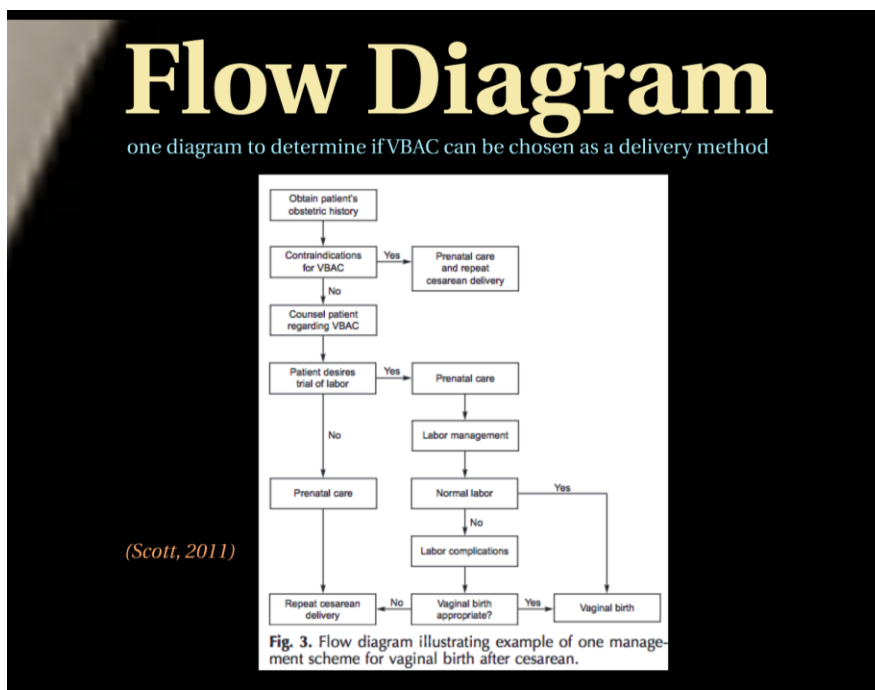 Flow Diagram
one diagram to determine if VBAC can be chosen as a delivery method
Obtain patient's
obstetric history
Contraindications
for VBAC
Yes
Prenatal care
and repeat
cesarean delivery
No
Counsel patient
regarding VBAC
Patient desires
trial of labor
Yes
Prenatal care
Labor management
No
Prenatal care
Normal labor
Yes
No
Labor complications
(Scott, 2011)
Repeat cesarean
delivery
No
Vaginal birth
appropriate?
Yes
Vaginal birth
Fig. 3. Flow diagram illustrating example of one manage-
ment scheme for vaginal birth after cesarean.